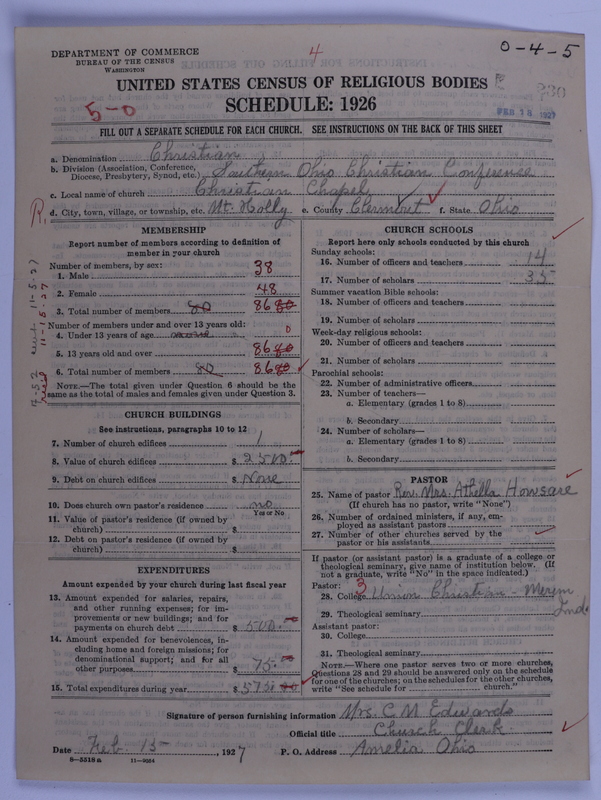 DEPARTMENT OF COMMERCE
BUREAU OF THE CENSUS
WASHINGTON
4
0-4-5
UNITED STATES CENSUS OF RELIGIOUS BODIES
SCHEDULE: 1926
5-0
FEB 18 1927
FILL OUT A SEPARATE SCHEDULE FOR EACH CHURCH. SEE INSTRUCTIONS ON THE BACK OF THIS SHEET
a. Denomination Christian
b. Division (Association, Conference, Diocese, Presbytery, Synod, etc.) Southern Ohio Christian Conference
c. Local name of church Christian Chapel
d. City, town, village, or township, etc. Mt. Holly e. County Clermont f. State Ohio
MEMBERSHIP
Report number of members according to definition of
member in your church
Number of members, by sex:
1. Male 38
2. Female 48
3. Total number of members 80 86 80
Number of members under and over 13 years old:
4. Under 13 years of age none 0
5. 13 years old and over 86 80
6. Total number of members 80 86 80
NOTE.—The total given under Question 6 should be the
same as the total of males and females given under Question 3.
CHURCH BUILDINGS
See instructions, paragraphs 10 to 12
7. Number of church edifices 1
8. Value of church edifices $ 2500.
9. Debt on church edifices $ None
10. Does church own pastor's residence no
Yes or No
11. Value of pastor's residence (if owned by
church) $
12. Debt on pastor's residence (if owned by
church) $
EXPENDITURES
Amount expended by your church during last fiscal year
13. Amount expended for salaries, repairs,
and other running expenses; for im-
provements or new buildings; and for
payments on church debt $ 500.
14. Amount expended for benevolences, in-
cluding home and foreign missions; for
denominational support; and for all
other purposes $ 75.
15. Total expenditures during year $ 575. 00
CHURCH SCHOOLS
Report here only schools conducted by this church
Sunday schools:
16. Number of officers and teachers 14
17. Number of scholars 35
Summer vacation Bible schools:
18. Number of officers and teachers
19. Number of scholars
Week-day religious schools:
20. Number of officers and teachers
21. Number of scholars
Parochial schools:
22. Number of administrative officers
23. Number of teachers—
a. Elementary (grades 1 to 8)
b. Secondary
24. Number of scholars—
a. Elementary (grades 1 to 8)
b. Secondary
PASTOR
25. Name of pastor Rev. Mrs. Athella Howsare
(If church has no pastor, write "None")
26. Number of ordained ministers, if any, em-
ployed as assistant pastors
27. Number of other churches served by the
pastor or his assistants
If pastor (or assistant pastor) is a graduate of a college or
theological seminary, give name of institution below. (If
not a graduate, write "No" in the space indicated.)
Pastor: 3
28. College Union Christian - Merom
Ind.
29. Theological seminary
Assistant pastor:
30. College
31. Theological seminary
NOTE.—Where one pastor serves two or more churches,
Questions 28 and 29 should be answered only on the schedule
for one of the churches; on the schedules for the other churches,
write "See schedule for church."
Signature of person furnishing information Mrs. C M Edwards
Official title Church Clerk
Date Feb. 15 1927 P. O. Address Amelia Ohio
8—5518a 11—9054